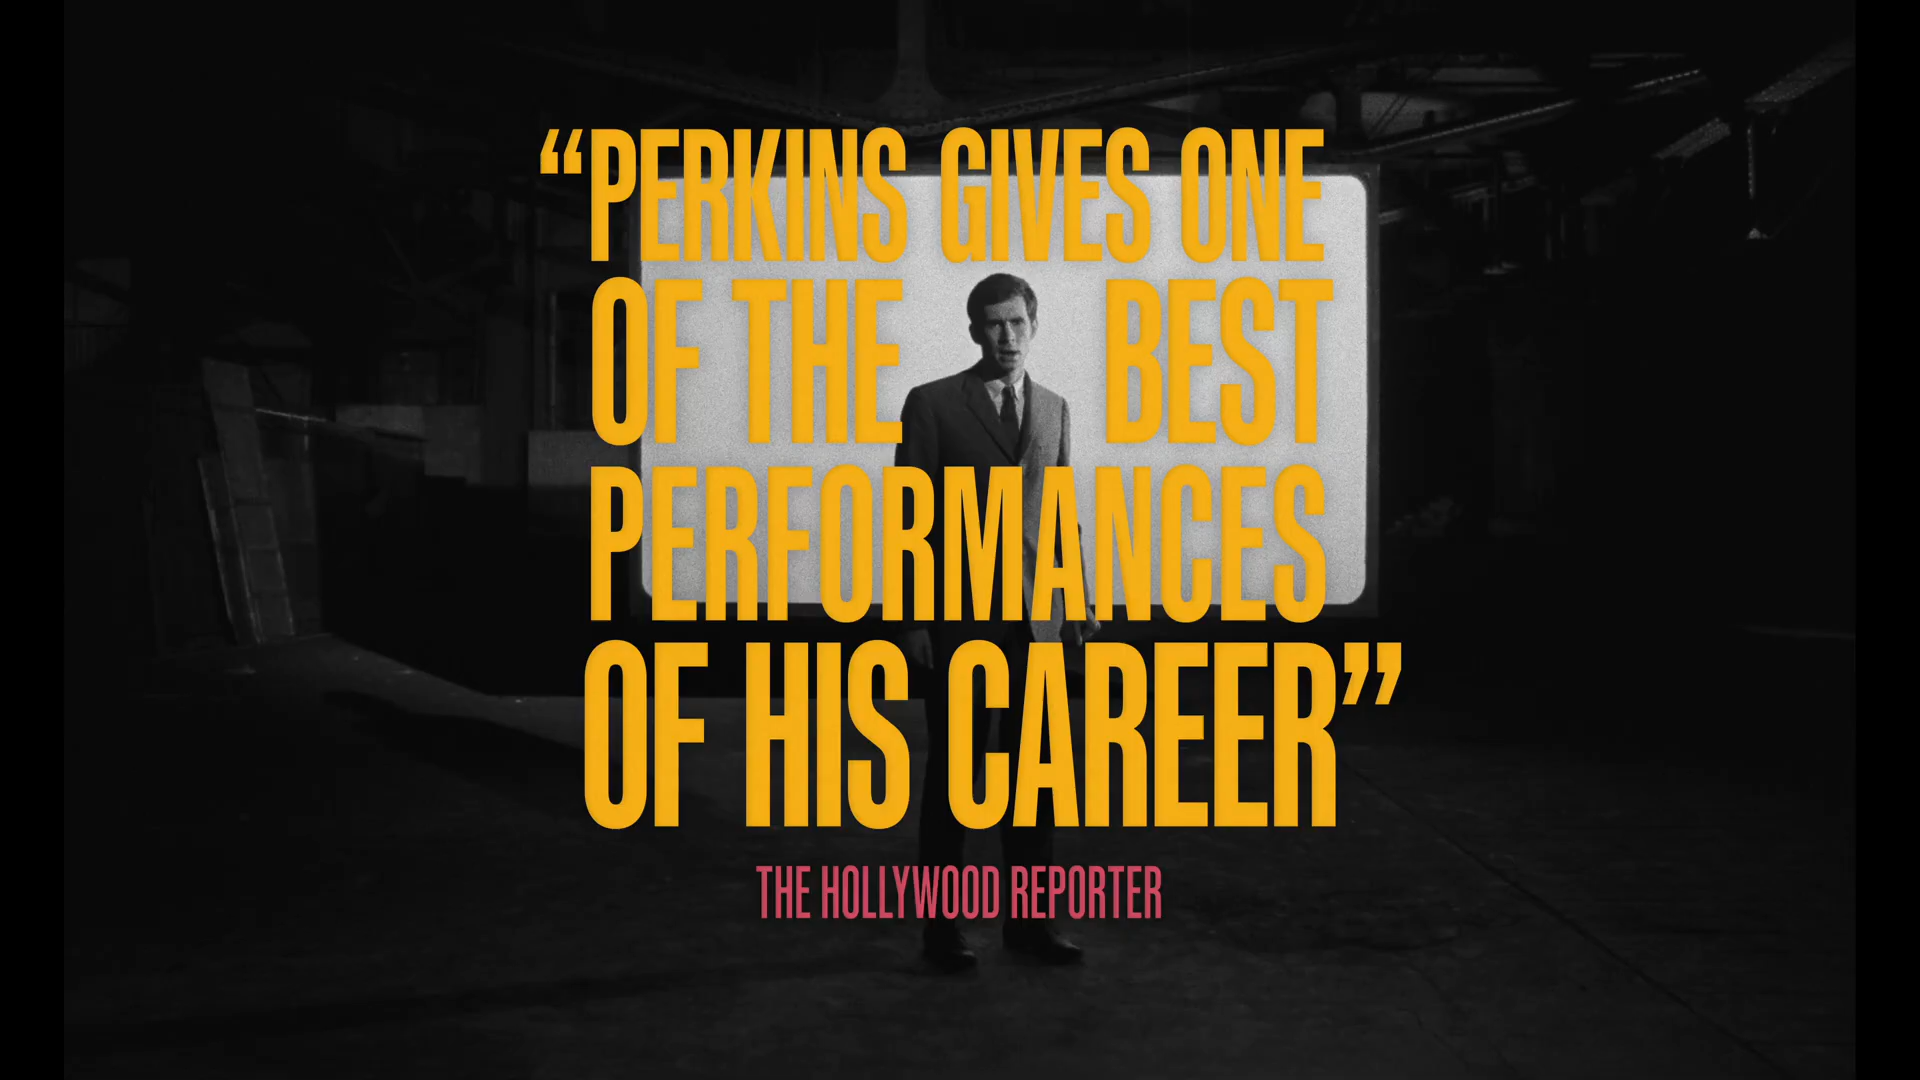 “PERKINS GIVES ONE
OF THE BEST
PERFORMANCES
OF HIS CAREER”
THE HOLLYWOOD REPORTER